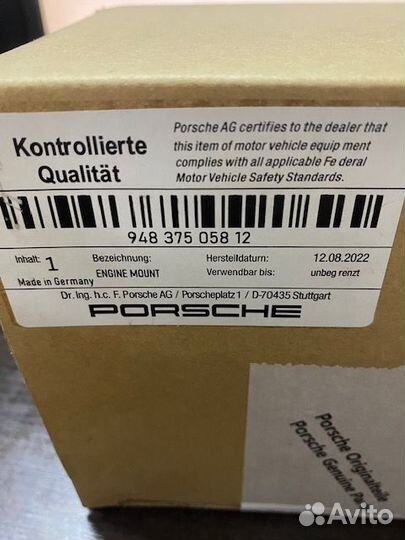 Kontrollierte
Qualität
Porsche AG certifies to the dealer that
this item of motor vehicle equip ment
complies with all applicable Fe deral
Motor Vehicle Safety Standards.
948 375 058 12
Inhalt: 1 Bezeichnung: Herstelldatum: 12.08.2022
Made in Germany ENGINE MOUNT Verwendbar bis: unbeg renzt
Dr. Ing. h.c. F. Porsche AG / Porscheplatz 1 / D-70435 Stuttgart
PORSCHE
Porsche Originalteile
Porsche Genuine
Avito